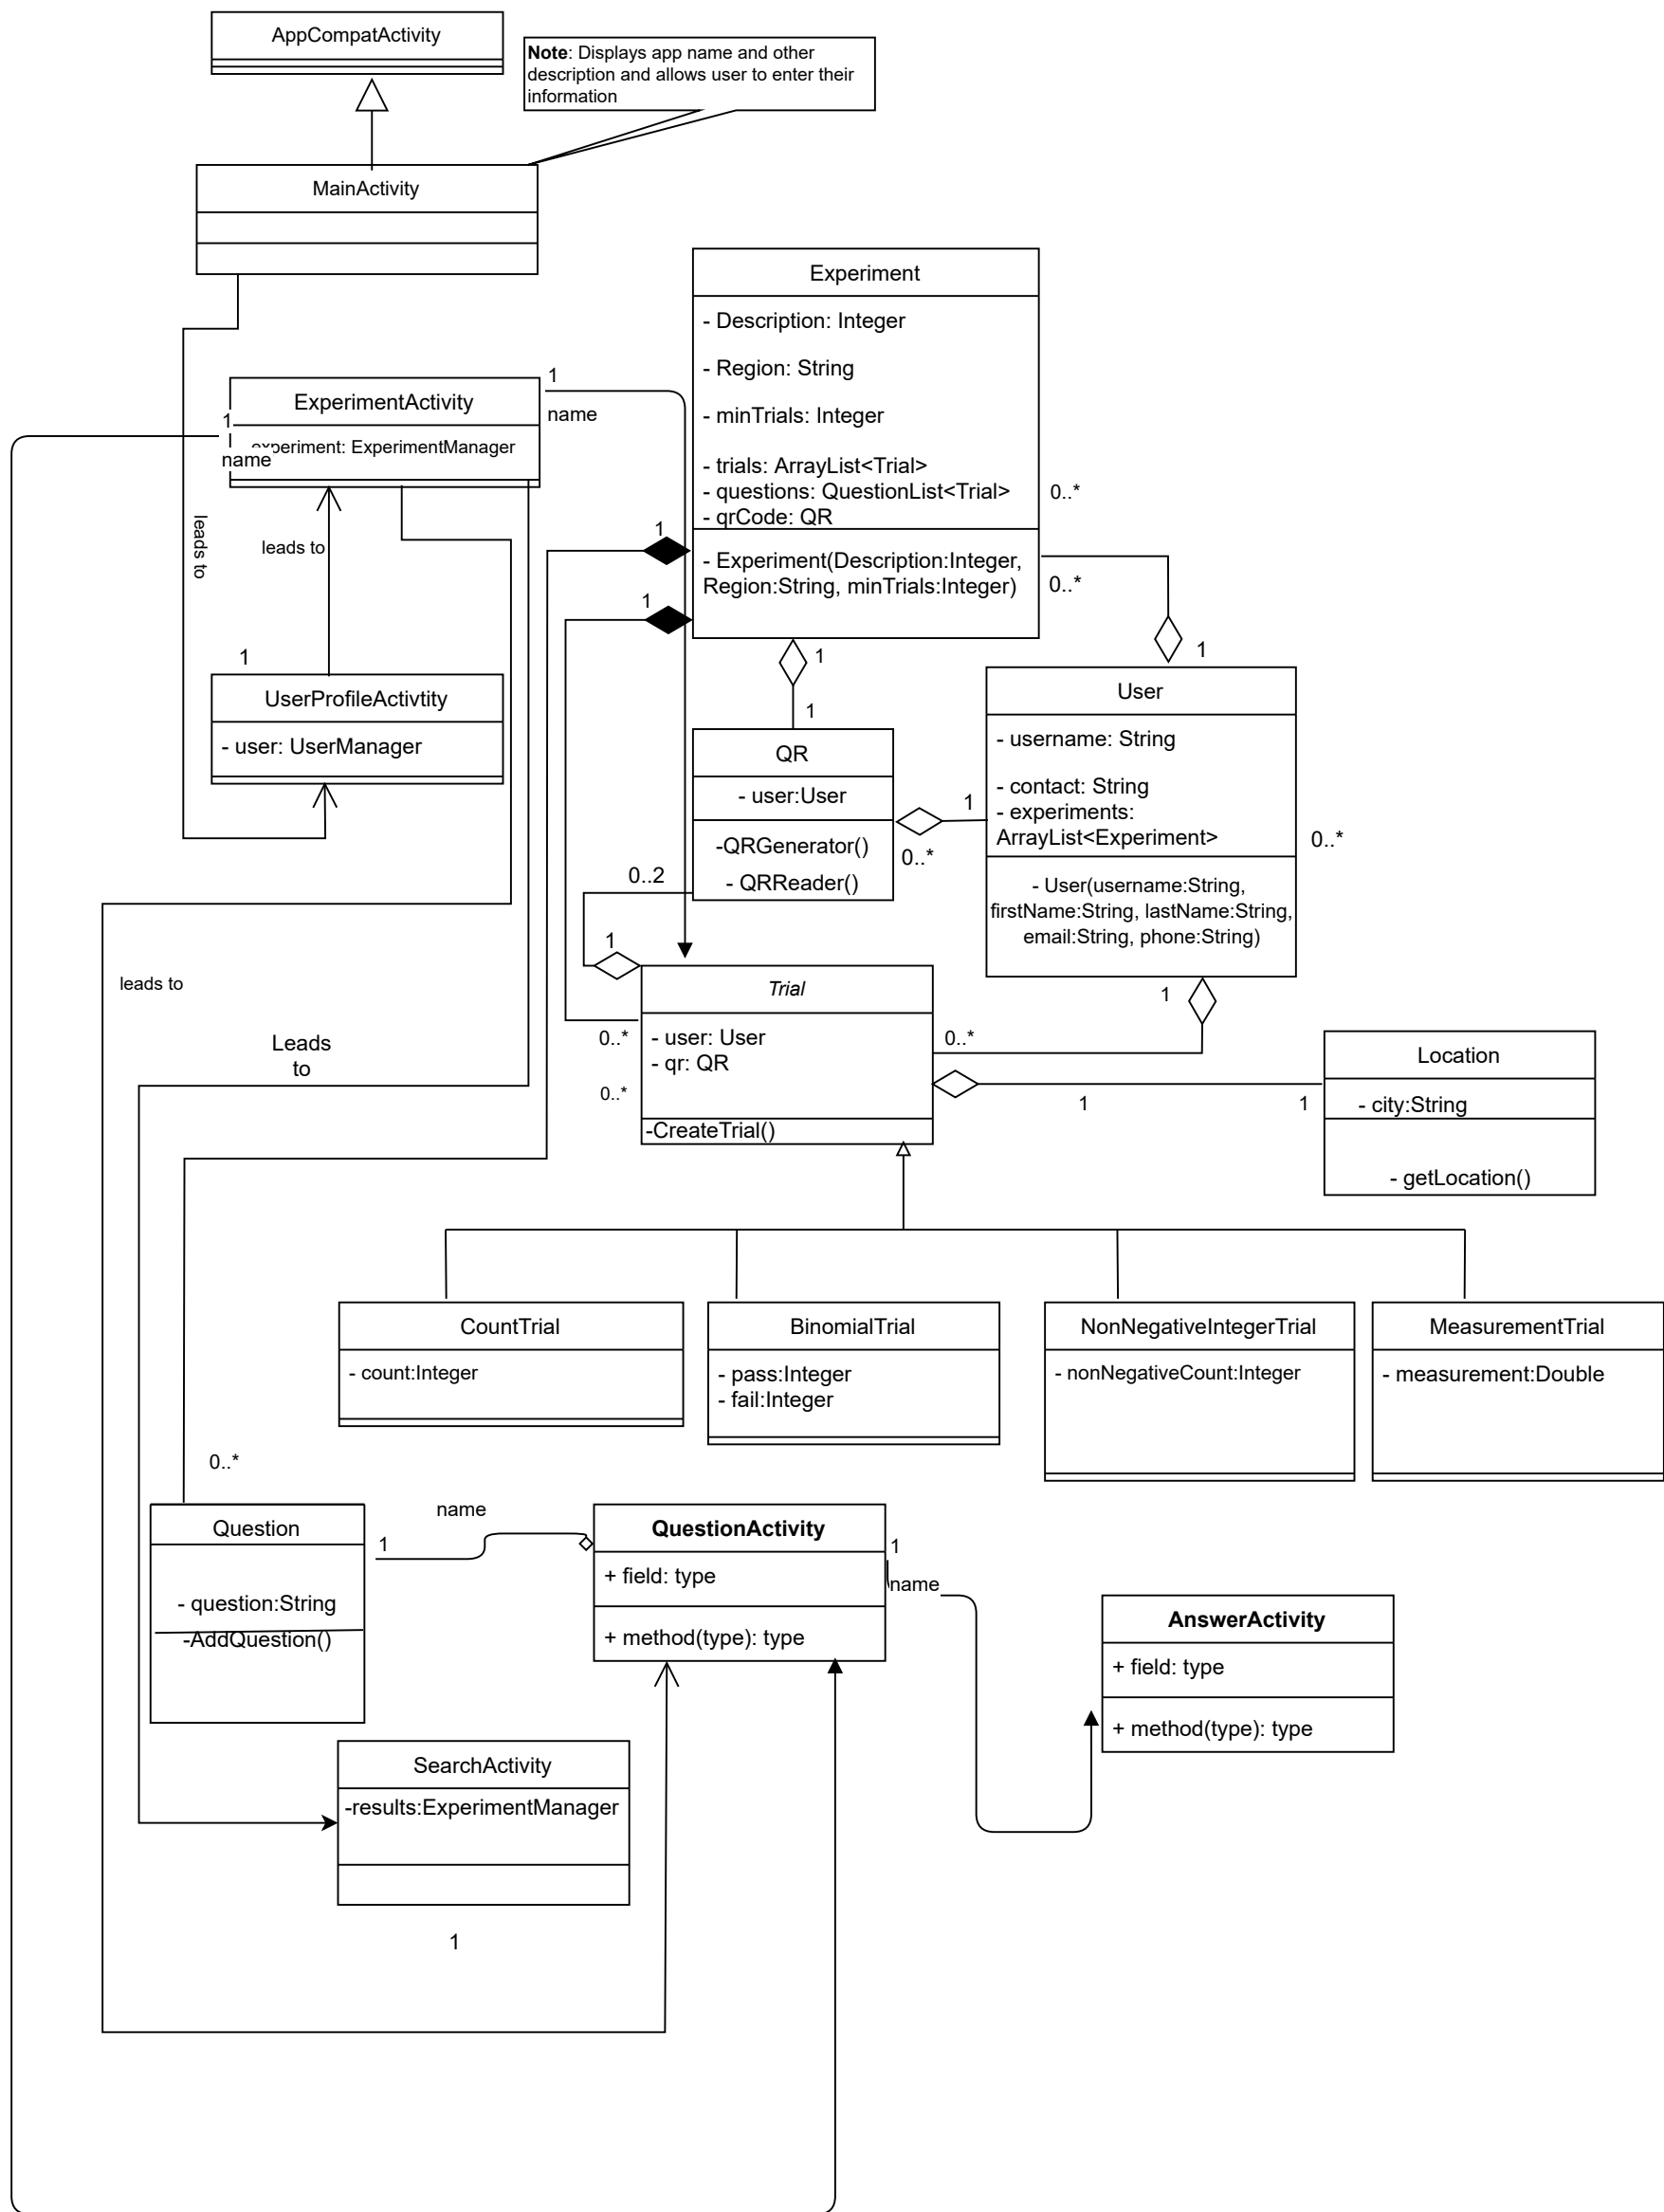 AppCompatActivity
Note: Displays app name and other
description and allows user to enter their
information
MainActivity
Experiment
- Description: Integer
- Region: String
- minTrials: Integer
- trials: ArrayList<Trial>
- questions: QuestionList<Trial>
- qrCode: QR
- Experiment(Description:Integer,
Region:String, minTrials:Integer)
0..*
0..*
1
1
1
1
1
name
ExperimentActivity
experiment: ExperimentManager
1
name
leads to
leads to
1
UserProfileActivtity
- user: UserManager
1
QR
- user:User
-QRGenerator()
- QRReader()
1
0..*
0..2
1
User
- username: String
- contact: String
- experiments:
ArrayList<Experiment>
- User(username:String,
firstName:String, lastName:String,
email:String, phone:String)
0..*
1
0..*
leads to
Leads
to
Trial
- user: User
- qr: QR
-CreateTrial()
0..*
0..*
1
1
Location
- city:String
- getLocation()
CountTrial
- count:Integer
BinomialTrial
- pass:Integer
- fail:Integer
NonNegativeIntegerTrial
- nonNegativeCount:Integer
MeasurementTrial
- measurement:Double
0..*
Question
- question:String
-AddQuestion()
1
name
QuestionActivity
+ field: type
+ method(type): type
1
name
AnswerActivity
+ field: type
+ method(type): type
SearchActivity
-results:ExperimentManager
1